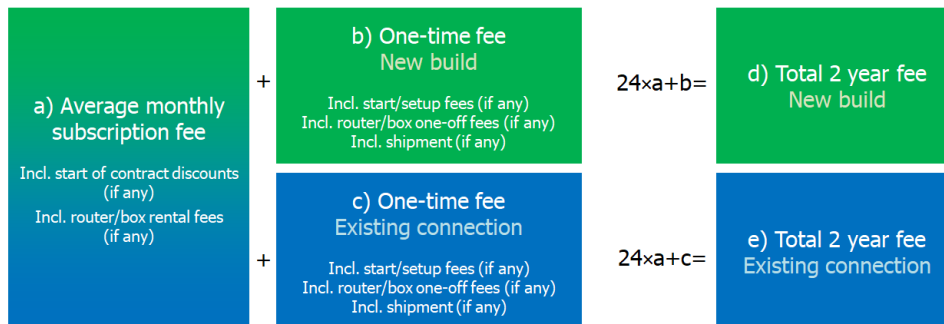 a) Average monthly
subscription fee
Incl. start of contract discounts
(if any)
Incl. router/box rental fees
(if any)
+
b) One-time fee
New build
Incl. start/setup fees (if any)
Incl. router/box one-off fees (if any)
Incl. shipment (if any)
24×a+b=
d) Total 2 year fee
New build
+
c) One-time fee
Existing connection
Incl. start/setup fees (if any)
Incl. router/box one-off fees (if any)
Incl. shipment (if any)
24×a+c=
e) Total 2 year fee
Existing connection